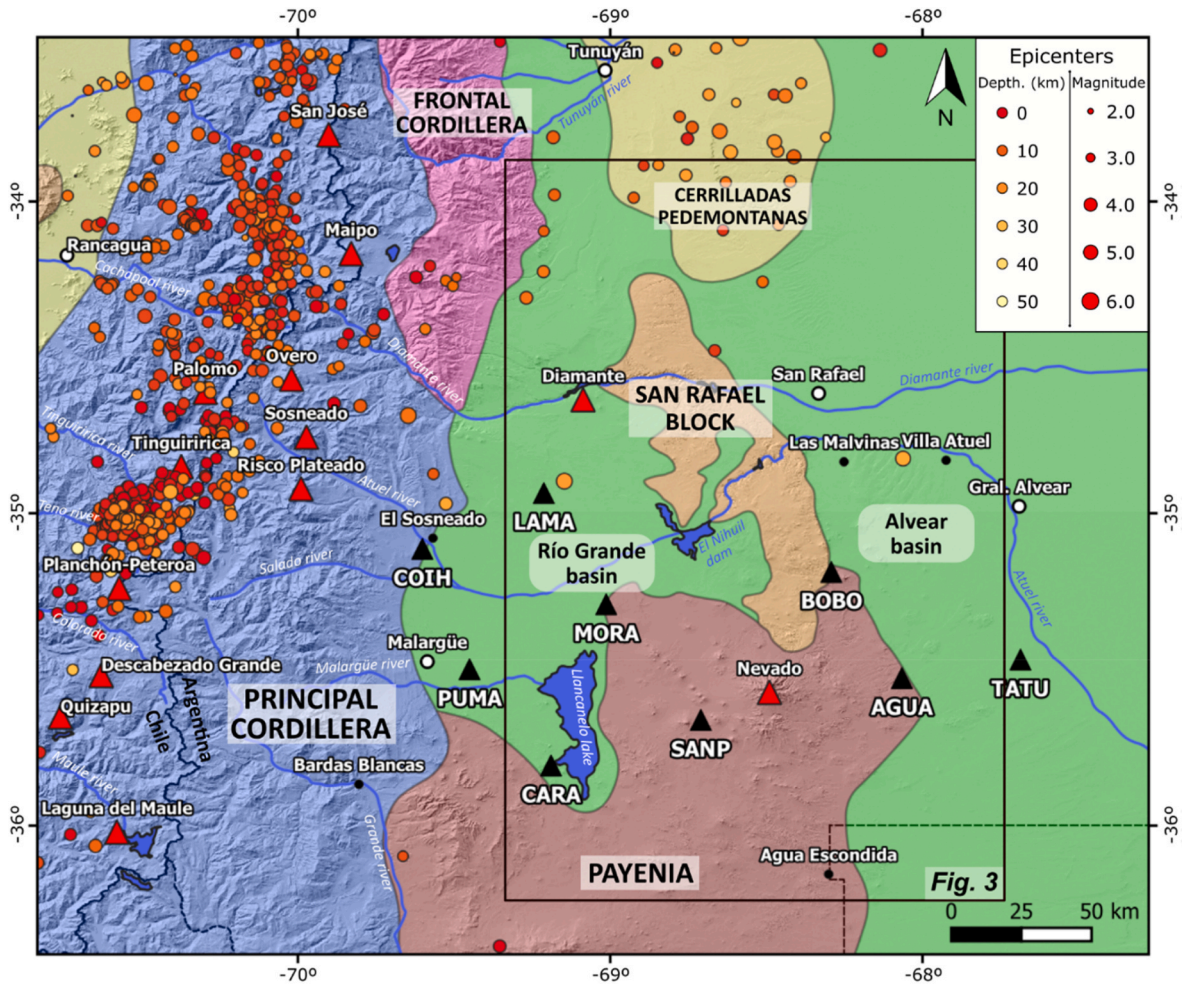 -70º
-69º
-68º
Tunuyán
San José
FRONTAL
CORDILLERA
Tunuyán river
N
Epicenters
Depth. (km)
Magnitude
0
2.0
10
3.0
20
4.0
30
5.0
40
50
6.0
-34º
-34º
CERRILLADAS
PEDEMONTANAS
Maipo
Rancagua
Cachapoal river
Overo
Palomo
Diamante river
Diamante
San Rafael
Diamante river
SAN RAFAEL
BLOCK
Sosneado
Tinguiririca river
Tinguiririca
Risco Plateado
Las Malvinas
Villa Atuel
Atuel river
Gral. Alvear
-35º
-35º
Teno river
El Sosneado
LAMA
El Nihuil
dam
Alvear
basin
Río Grande
basin
Planchón-Peteroa
Salado river
COIH
BOBO
Atuel river
MORA
Colorado river
Malargüe
Malargüe river
Descabezado Grande
PUMA
Llancanelo lake
Nevado
TATU
AGUA
Quizapu
Argentina
Chile
PRINCIPAL
CORDILLERA
SANP
Maule river
Bardas Blancas
CARA
Laguna del Maule
-36º
-36º
Grande river
Agua Escondida
PAYENIA
Fig. 3
0 25 50 km
-70º
-69º
-68º